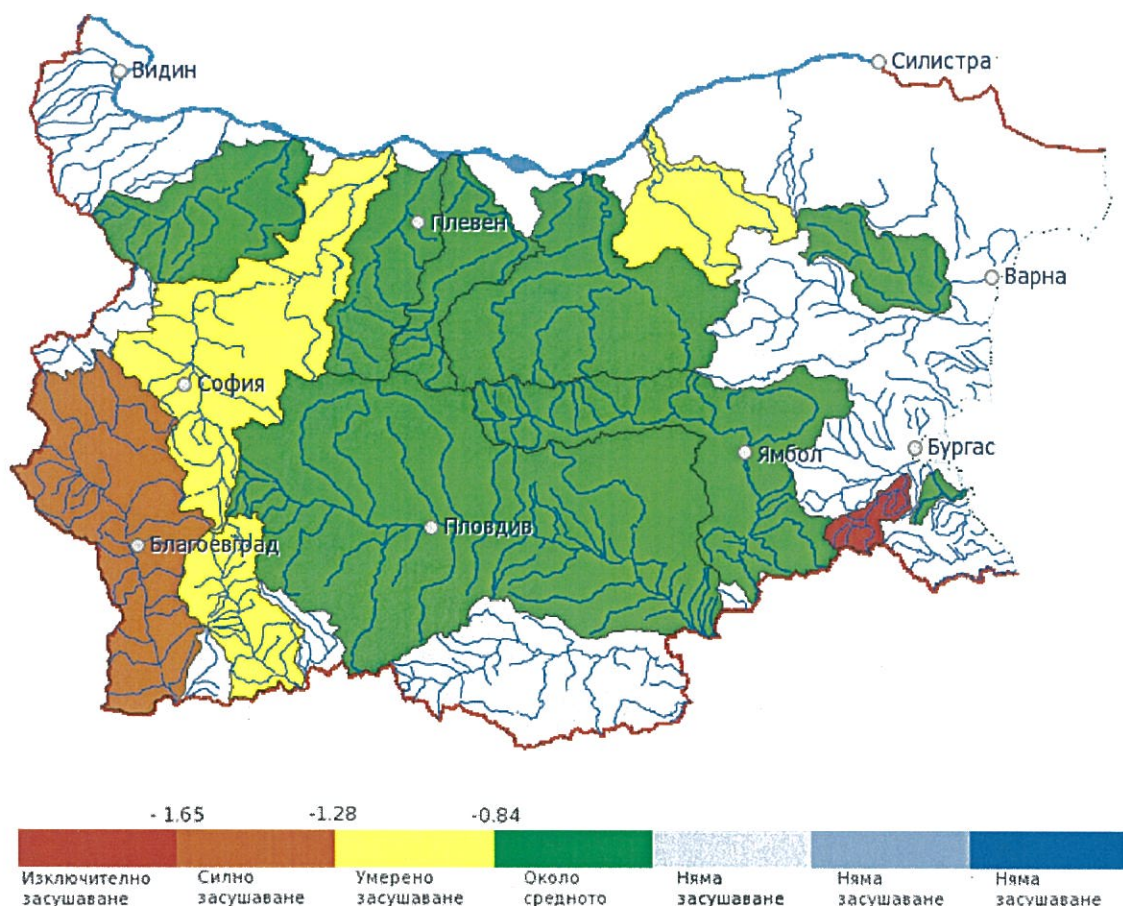 Видин
Силистра
Плевен
Варна
София
Ямбол
Бургас
Пловдив
Благоевград
- 1.65 -1.28 -0.84
Изключително Силно Умерено Около Няма Няма Няма
засушаване засушаване засушаване средното засушаване засушаване засушаване